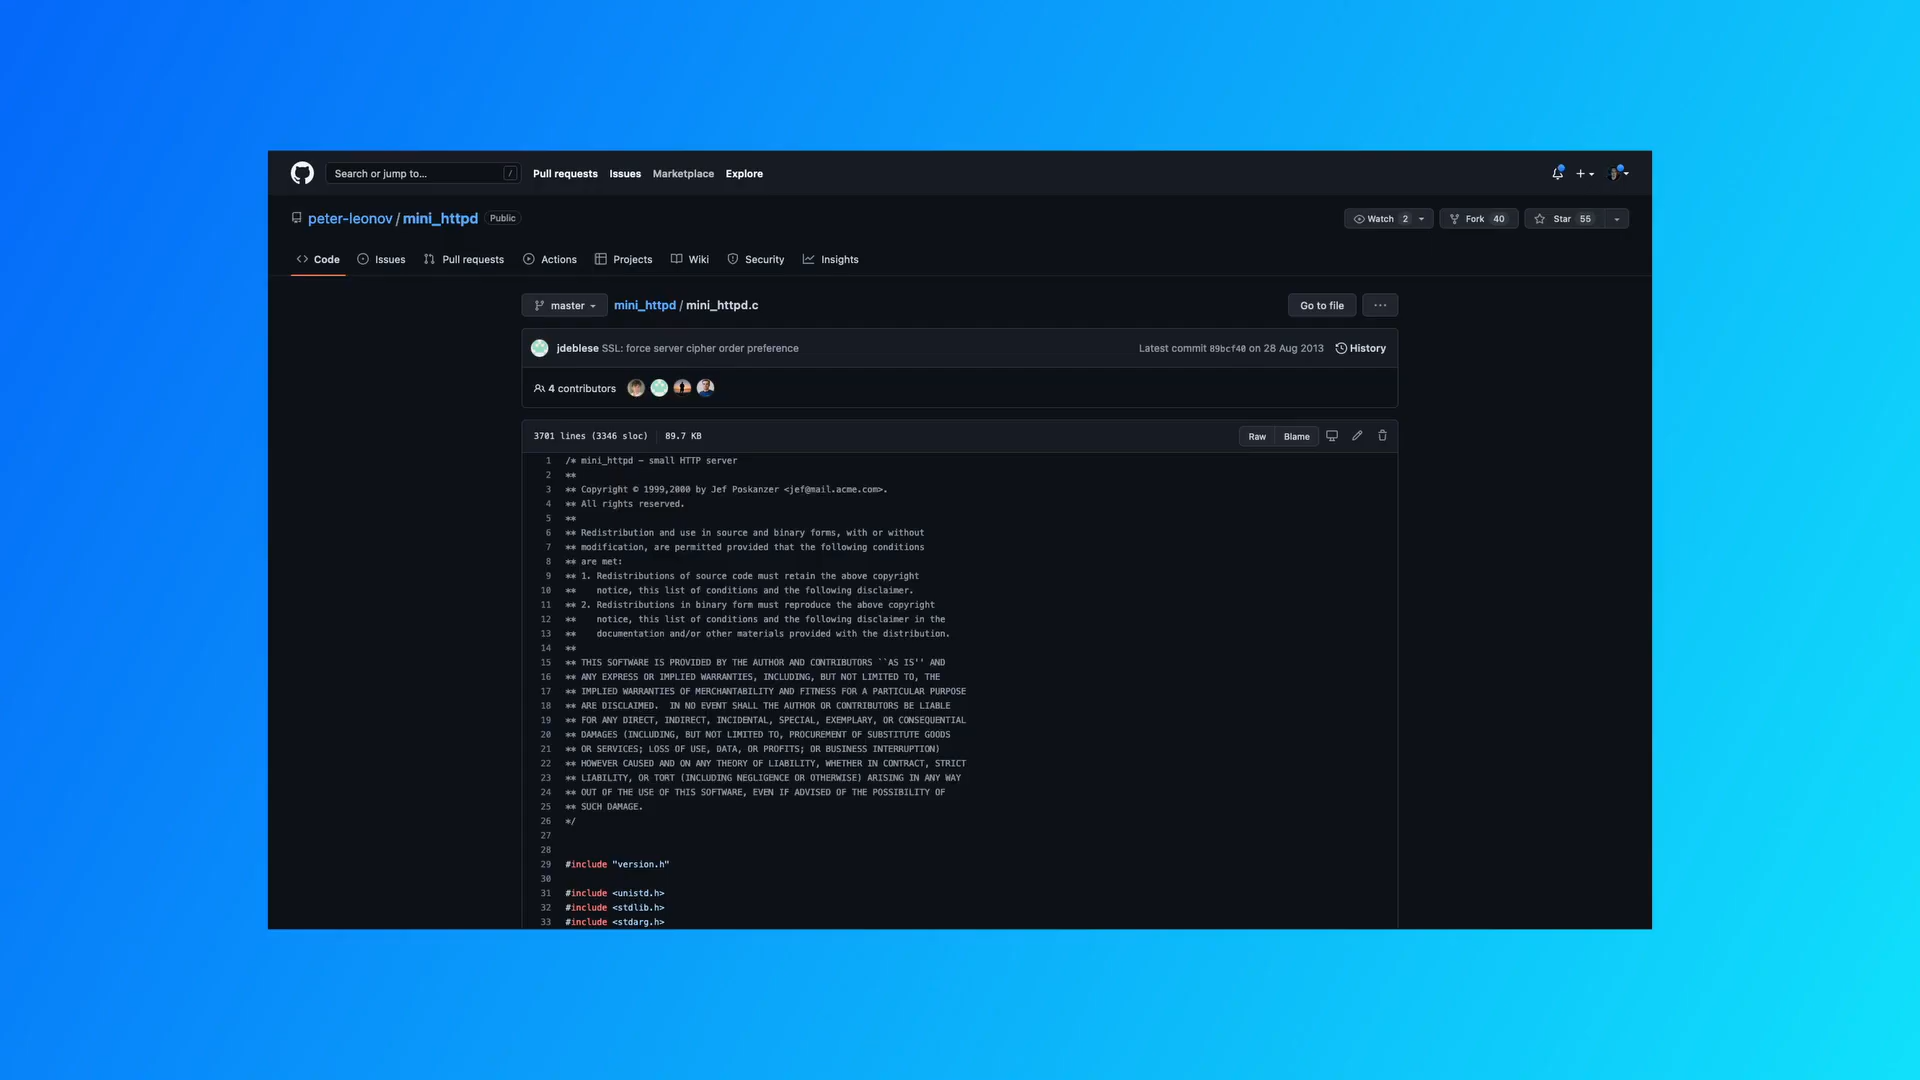 Search or jump to... /
Pull requests Issues Marketplace Explore
peter-leonov / mini_httpd Public
Watch 2 Fork 40 Star 55
Code Issues Pull requests Actions Projects Wiki Security Insights
master mini_httpd / mini_httpd.c Go to file
jdeblese SSL: force server cipher order preference Latest commit 89bcf40 on 28 Aug 2013 History
4 contributors
3701 lines (3346 sloc) 89.7 KB Raw Blame
1 /* mini_httpd - small HTTP server
2 **
3 ** Copyright © 1999,2000 by Jef Poskanzer <jef@mail.acme.com>.
4 ** All rights reserved.
5 **
6 ** Redistribution and use in source and binary forms, with or without
7 ** modification, are permitted provided that the following conditions
8 ** are met:
9 ** 1. Redistributions of source code must retain the above copyright
10 **    notice, this list of conditions and the following disclaimer.
11 ** 2. Redistributions in binary form must reproduce the above copyright
12 **    notice, this list of conditions and the following disclaimer in the
13 **    documentation and/or other materials provided with the distribution.
14 **
15 ** THIS SOFTWARE IS PROVIDED BY THE AUTHOR AND CONTRIBUTORS ``AS IS'' AND
16 ** ANY EXPRESS OR IMPLIED WARRANTIES, INCLUDING, BUT NOT LIMITED TO, THE
17 ** IMPLIED WARRANTIES OF MERCHANTABILITY AND FITNESS FOR A PARTICULAR PURPOSE
18 ** ARE DISCLAIMED.  IN NO EVENT SHALL THE AUTHOR OR CONTRIBUTORS BE LIABLE
19 ** FOR ANY DIRECT, INDIRECT, INCIDENTAL, SPECIAL, EXEMPLARY, OR CONSEQUENTIAL
20 ** DAMAGES (INCLUDING, BUT NOT LIMITED TO, PROCUREMENT OF SUBSTITUTE GOODS
21 ** OR SERVICES; LOSS OF USE, DATA, OR PROFITS; OR BUSINESS INTERRUPTION)
22 ** HOWEVER CAUSED AND ON ANY THEORY OF LIABILITY, WHETHER IN CONTRACT, STRICT
23 ** LIABILITY, OR TORT (INCLUDING NEGLIGENCE OR OTHERWISE) ARISING IN ANY WAY
24 ** OUT OF THE USE OF THIS SOFTWARE, EVEN IF ADVISED OF THE POSSIBILITY OF
25 ** SUCH DAMAGE.
26 */
27
28
29 #include "version.h"
30
31 #include <unistd.h>
32 #include <stdlib.h>
33 #include <stdarg.h>